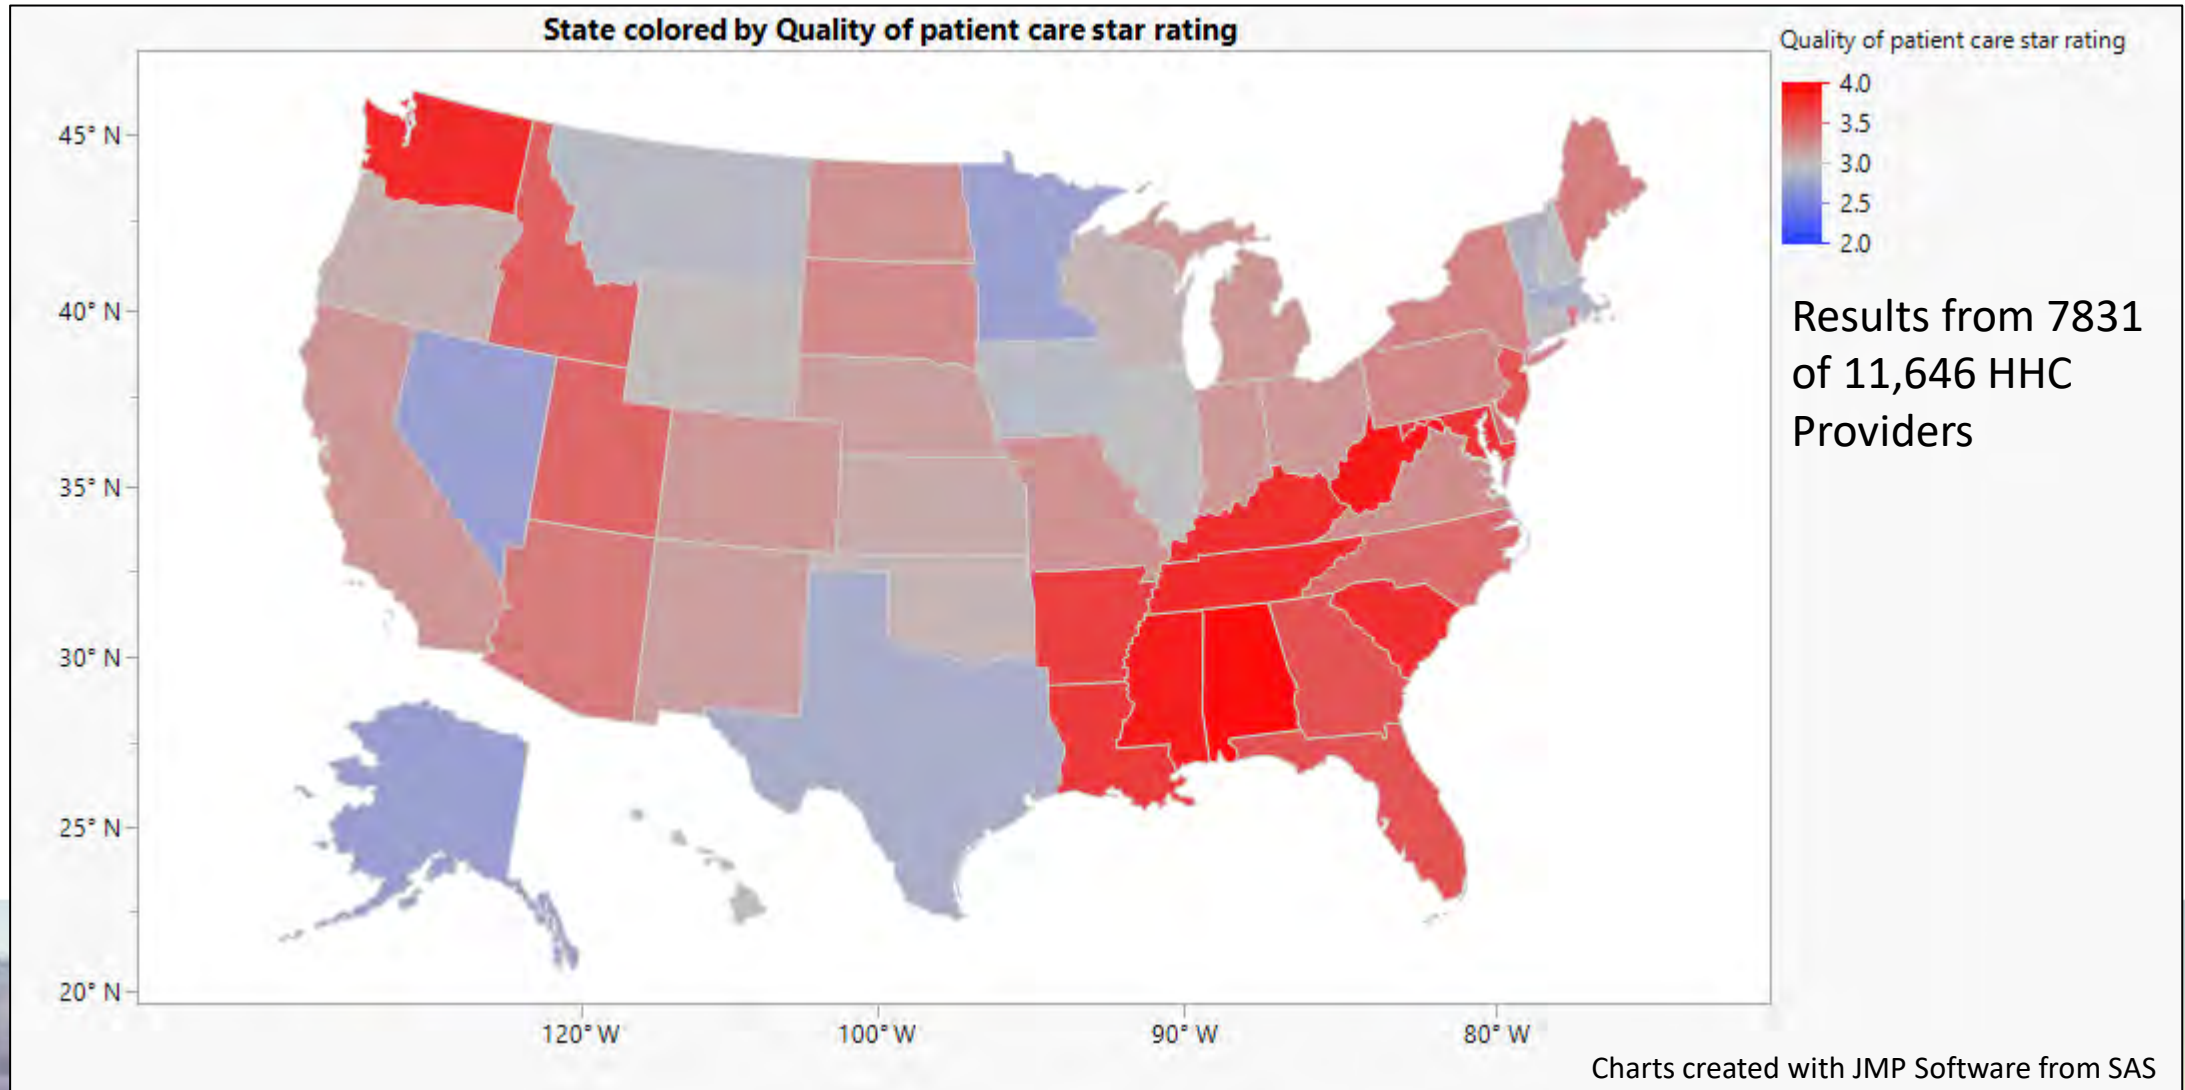 State colored by Quality of patient care star rating
Quality of patient care star rating
4.0
3.5
3.0
2.5
2.0
45° N
40° N
35° N
30° N
25° N
20° N
120° W
100° W
90° W
80° W
Results from 7831
of 11,646 HHC
Providers
Charts created with JMP Software from SAS